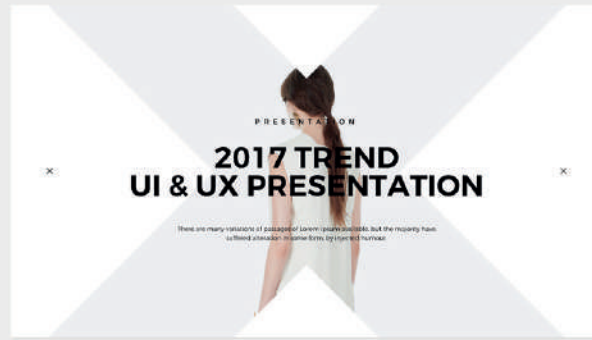 PRESENTATION
2017 TREND
UI & UX PRESENTATION
There are many variations of passages of Lorem Ipsum available, but the majority have
suffered alteration in some form, by injected humour